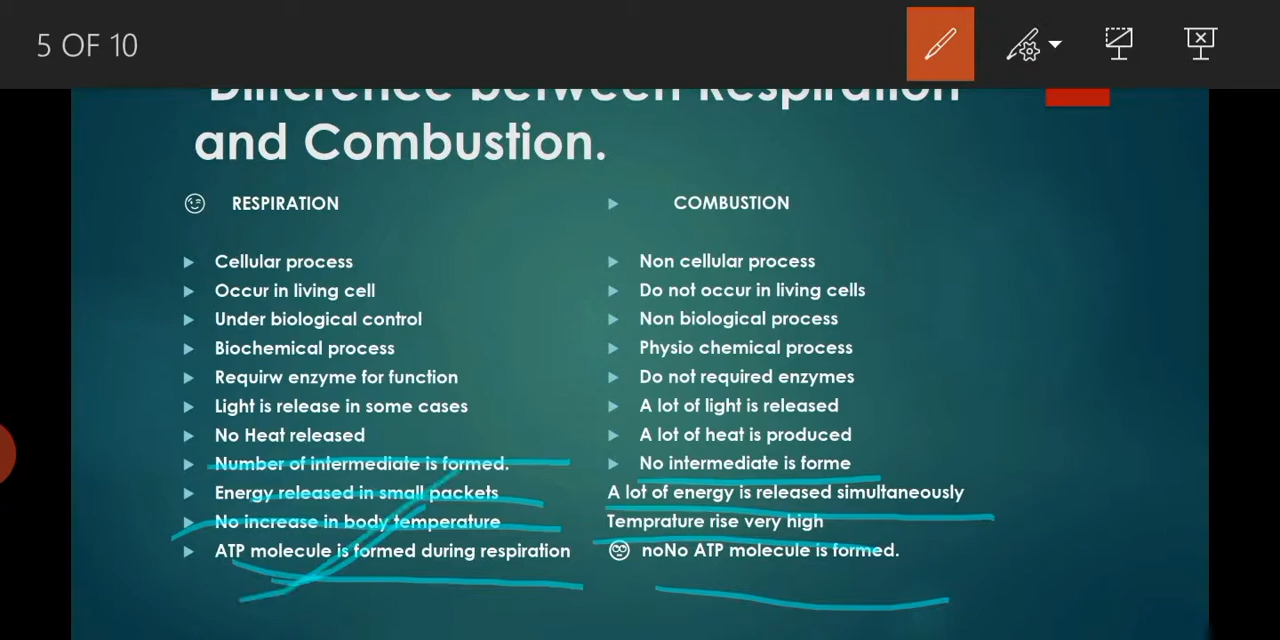 5 OF 10
Difference between Respiration
and Combustion.
RESPIRATION
Cellular process
Occur in living cell
Under biological control
Biochemical process
Requirw enzyme for function
Light is release in some cases
No Heat released
Number of intermediate is formed.
Energy released in small packets
No increase in body temperature
ATP molecule is formed during respiration
COMBUSTION
Non cellular process
Do not occur in living cells
Non biological process
Physio chemical process
Do not required enzymes
A lot of light is released
A lot of heat is produced
No intermediate is forme
A lot of energy is released simultaneously
Temprature rise very high
noNo ATP molecule is formed.